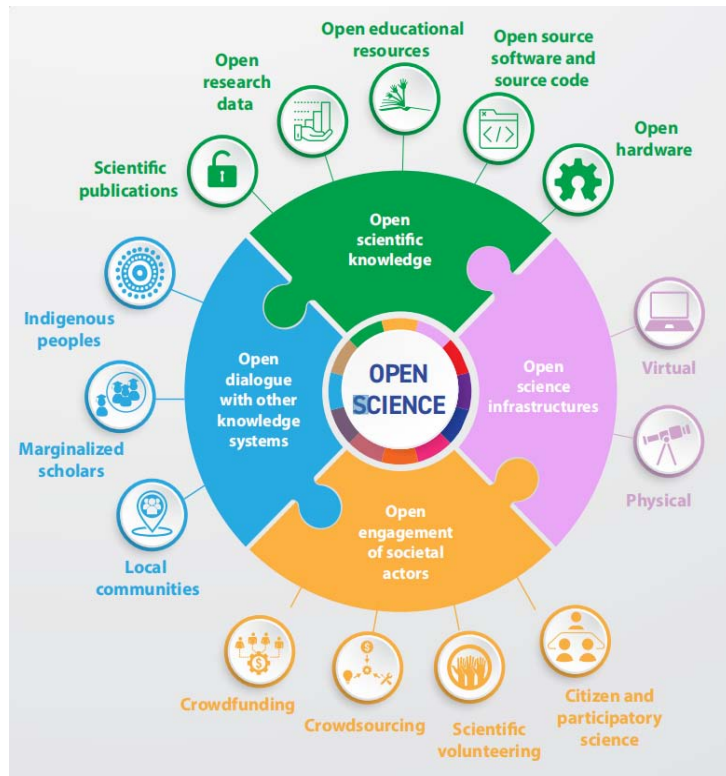 Open educational
resources
Open source
software and
source code
Open
research
data
Open
hardware
Scientific
publications
Open
scientific
knowledge
Indigenous
peoples
Open
dialogue
with other
knowledge
systems
OPEN
SCIENCE
Open
science
infrastructures
Virtual
Marginalized
scholars
Physical
Open
engagement
of societal
actors
Local
communities
Crowdfunding
Crowdsourcing
Scientific
volunteering
Citizen and
participatory
science